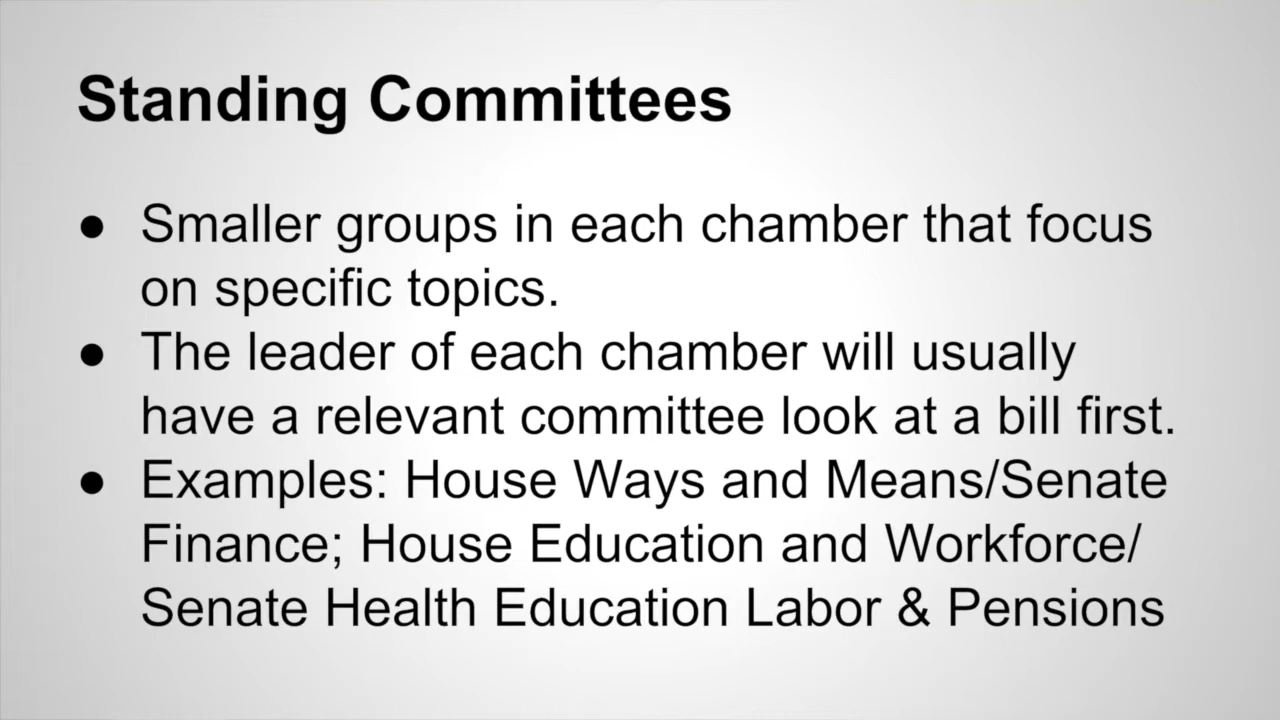 Standing Committees
● Smaller groups in each chamber that focus
on specific topics.
● The leader of each chamber will usually
have a relevant committee look at a bill first.
● Examples: House Ways and Means/Senate
Finance; House Education and Workforce/
Senate Health Education Labor & Pensions